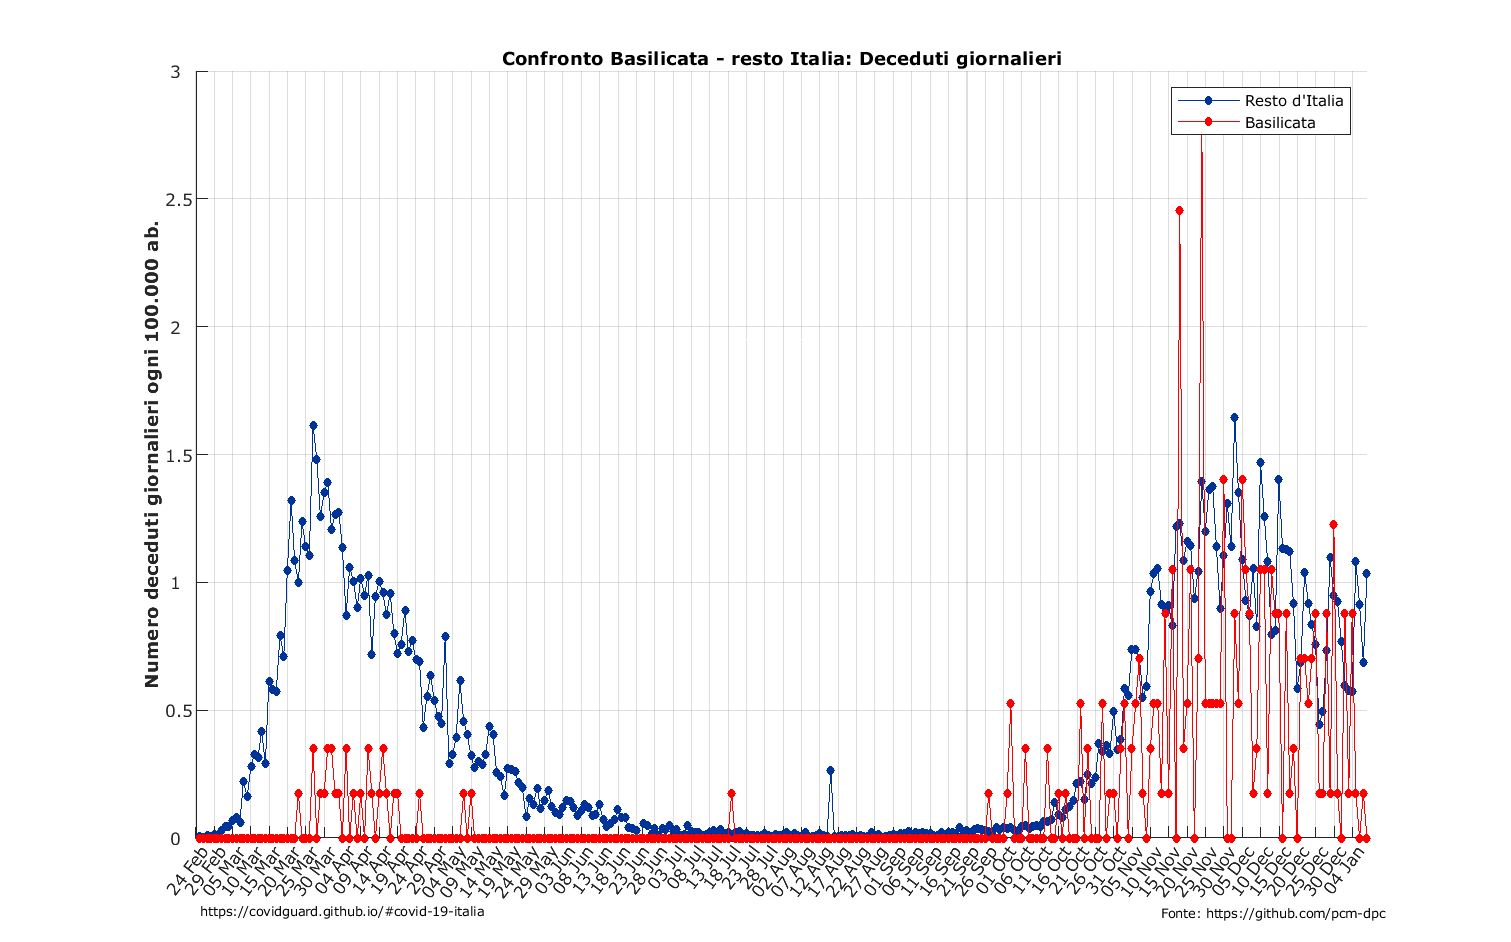 Confronto Basilicata - resto Italia: Deceduti giornalieri
Resto d'Italia
Basilicata
Numero deceduti giornalieri ogni 100.000 ab.
3
2.5
2
1.5
1
0.5
0
24 Feb
29 Feb
05 Mar
10 Mar
15 Mar
20 Mar
25 Mar
30 Mar
04 Apr
09 Apr
14 Apr
19 Apr
24 Apr
29 Apr
04 May
09 May
14 May
19 May
24 May
29 May
03 Jun
08 Jun
13 Jun
18 Jun
23 Jun
28 Jun
03 Jul
08 Jul
13 Jul
18 Jul
23 Jul
28 Jul
02 Aug
07 Aug
12 Aug
17 Aug
22 Aug
27 Aug
01 Sep
06 Sep
11 Sep
16 Sep
21 Sep
26 Sep
01 Oct
06 Oct
11 Oct
16 Oct
21 Oct
26 Oct
31 Oct
05 Nov
10 Nov
15 Nov
20 Nov
25 Nov
30 Nov
05 Dec
10 Dec
15 Dec
20 Dec
25 Dec
30 Dec
04 Jan
https://covidguard.github.io/#covid-19-italia
Fonte: https://github.com/pcm-dpc